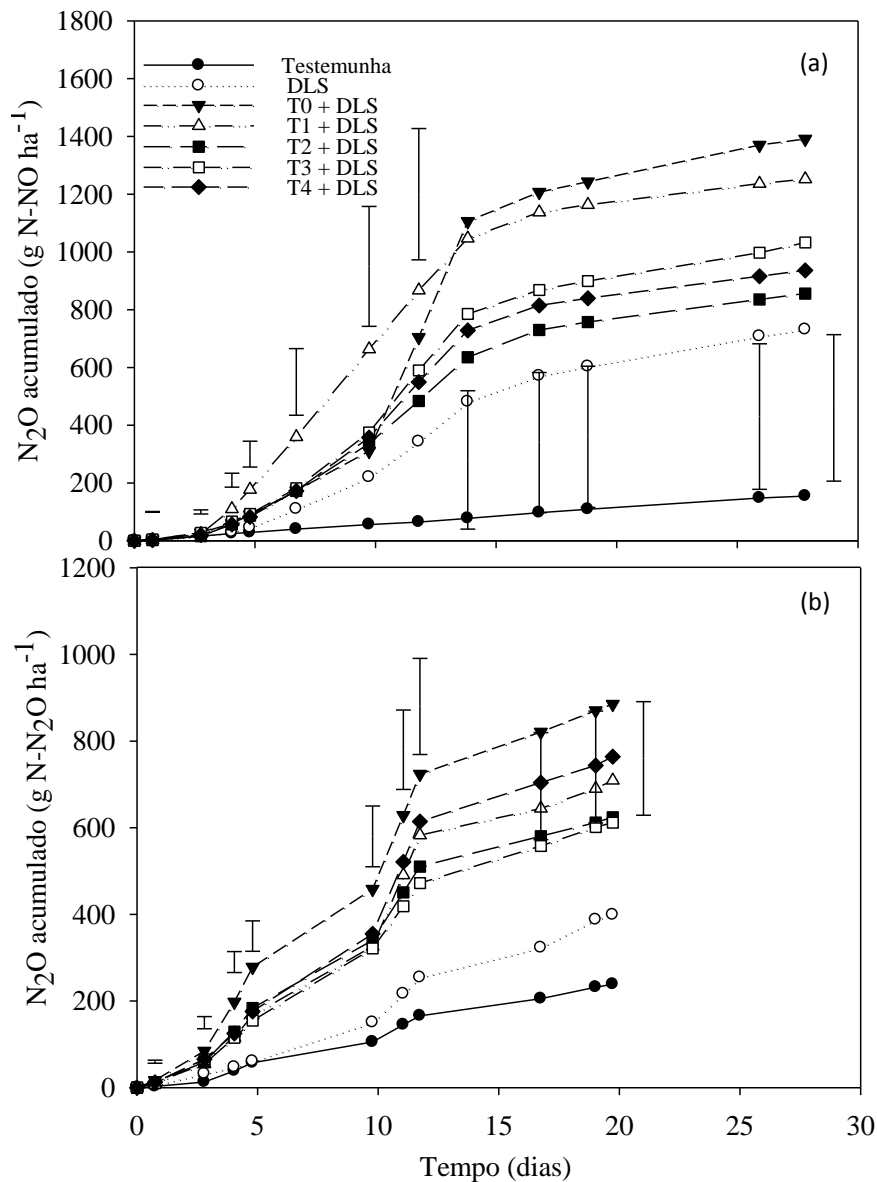 2000
1800
1600
1400
1200
1000
800
600
400
200
0
N₂O acumulado (g N-NO ha⁻¹)
(a)
Testemunha
DLS
T0 + DLS
T1 + DLS
T2 + DLS
T3 + DLS
T4 + DLS
1200
1000
800
600
400
200
0
N₂O acumulado (g N-N₂O ha⁻¹)
(b)
0 5 10 15 20 25 30
Tempo (dias)